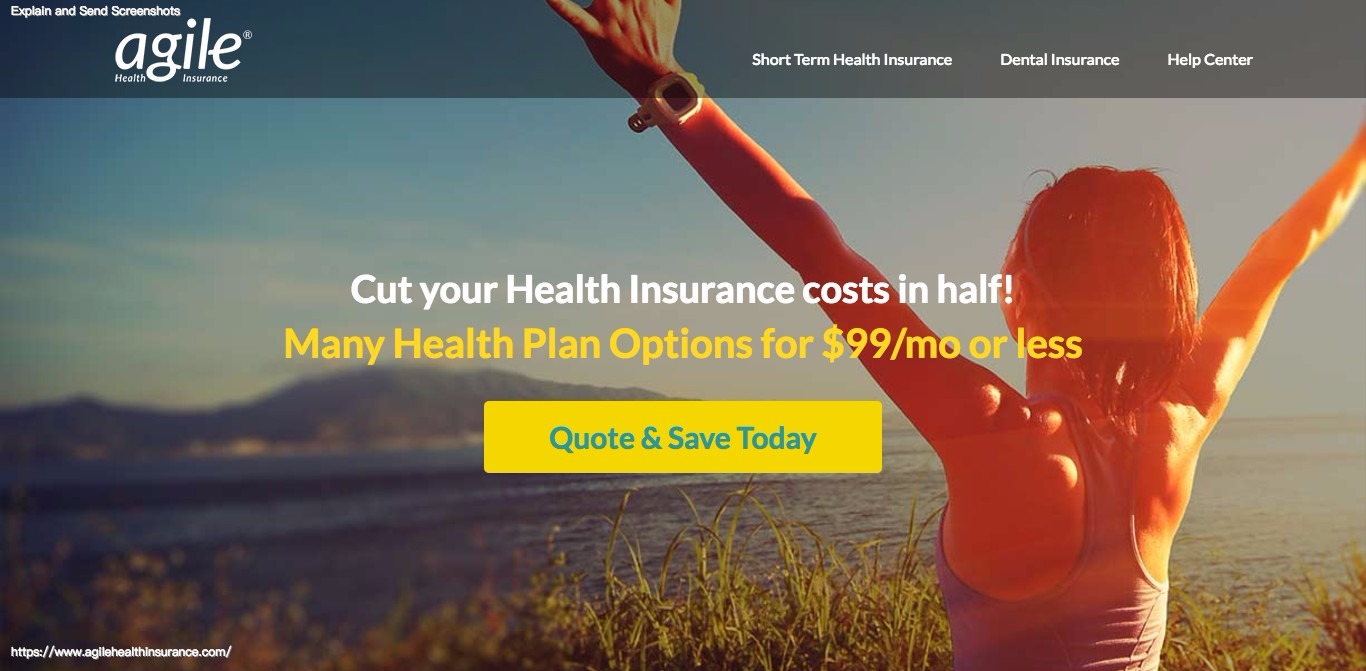 Explain and Send Screenshots
agile®
Health Insurance
Short Term Health Insurance
Dental Insurance
Help Center
Cut your Health Insurance costs in half!
Many Health Plan Options for $99/mo or less
Quote & Save Today
https://www.agilehealthinsurance.com/